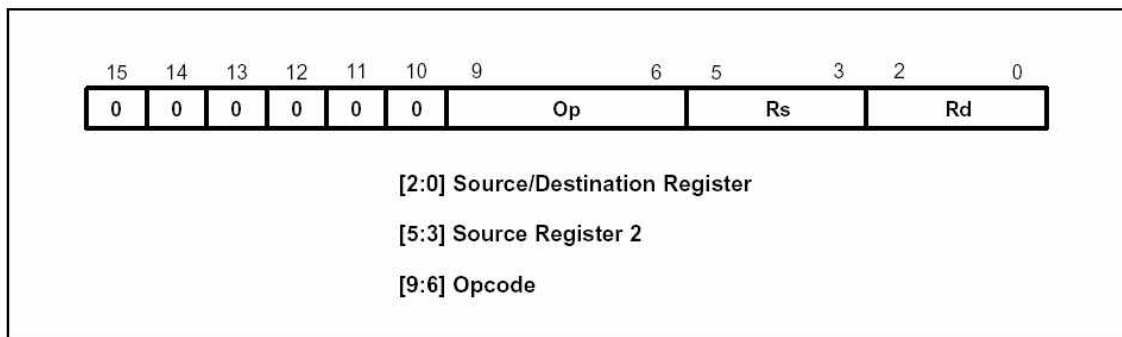 15 14 13 12 11 10 9 6 5 3 2 0
0 0 0 0 0 0 Op Rs Rd
[2:0] Source/Destination Register
[5:3] Source Register 2
[9:6] Opcode